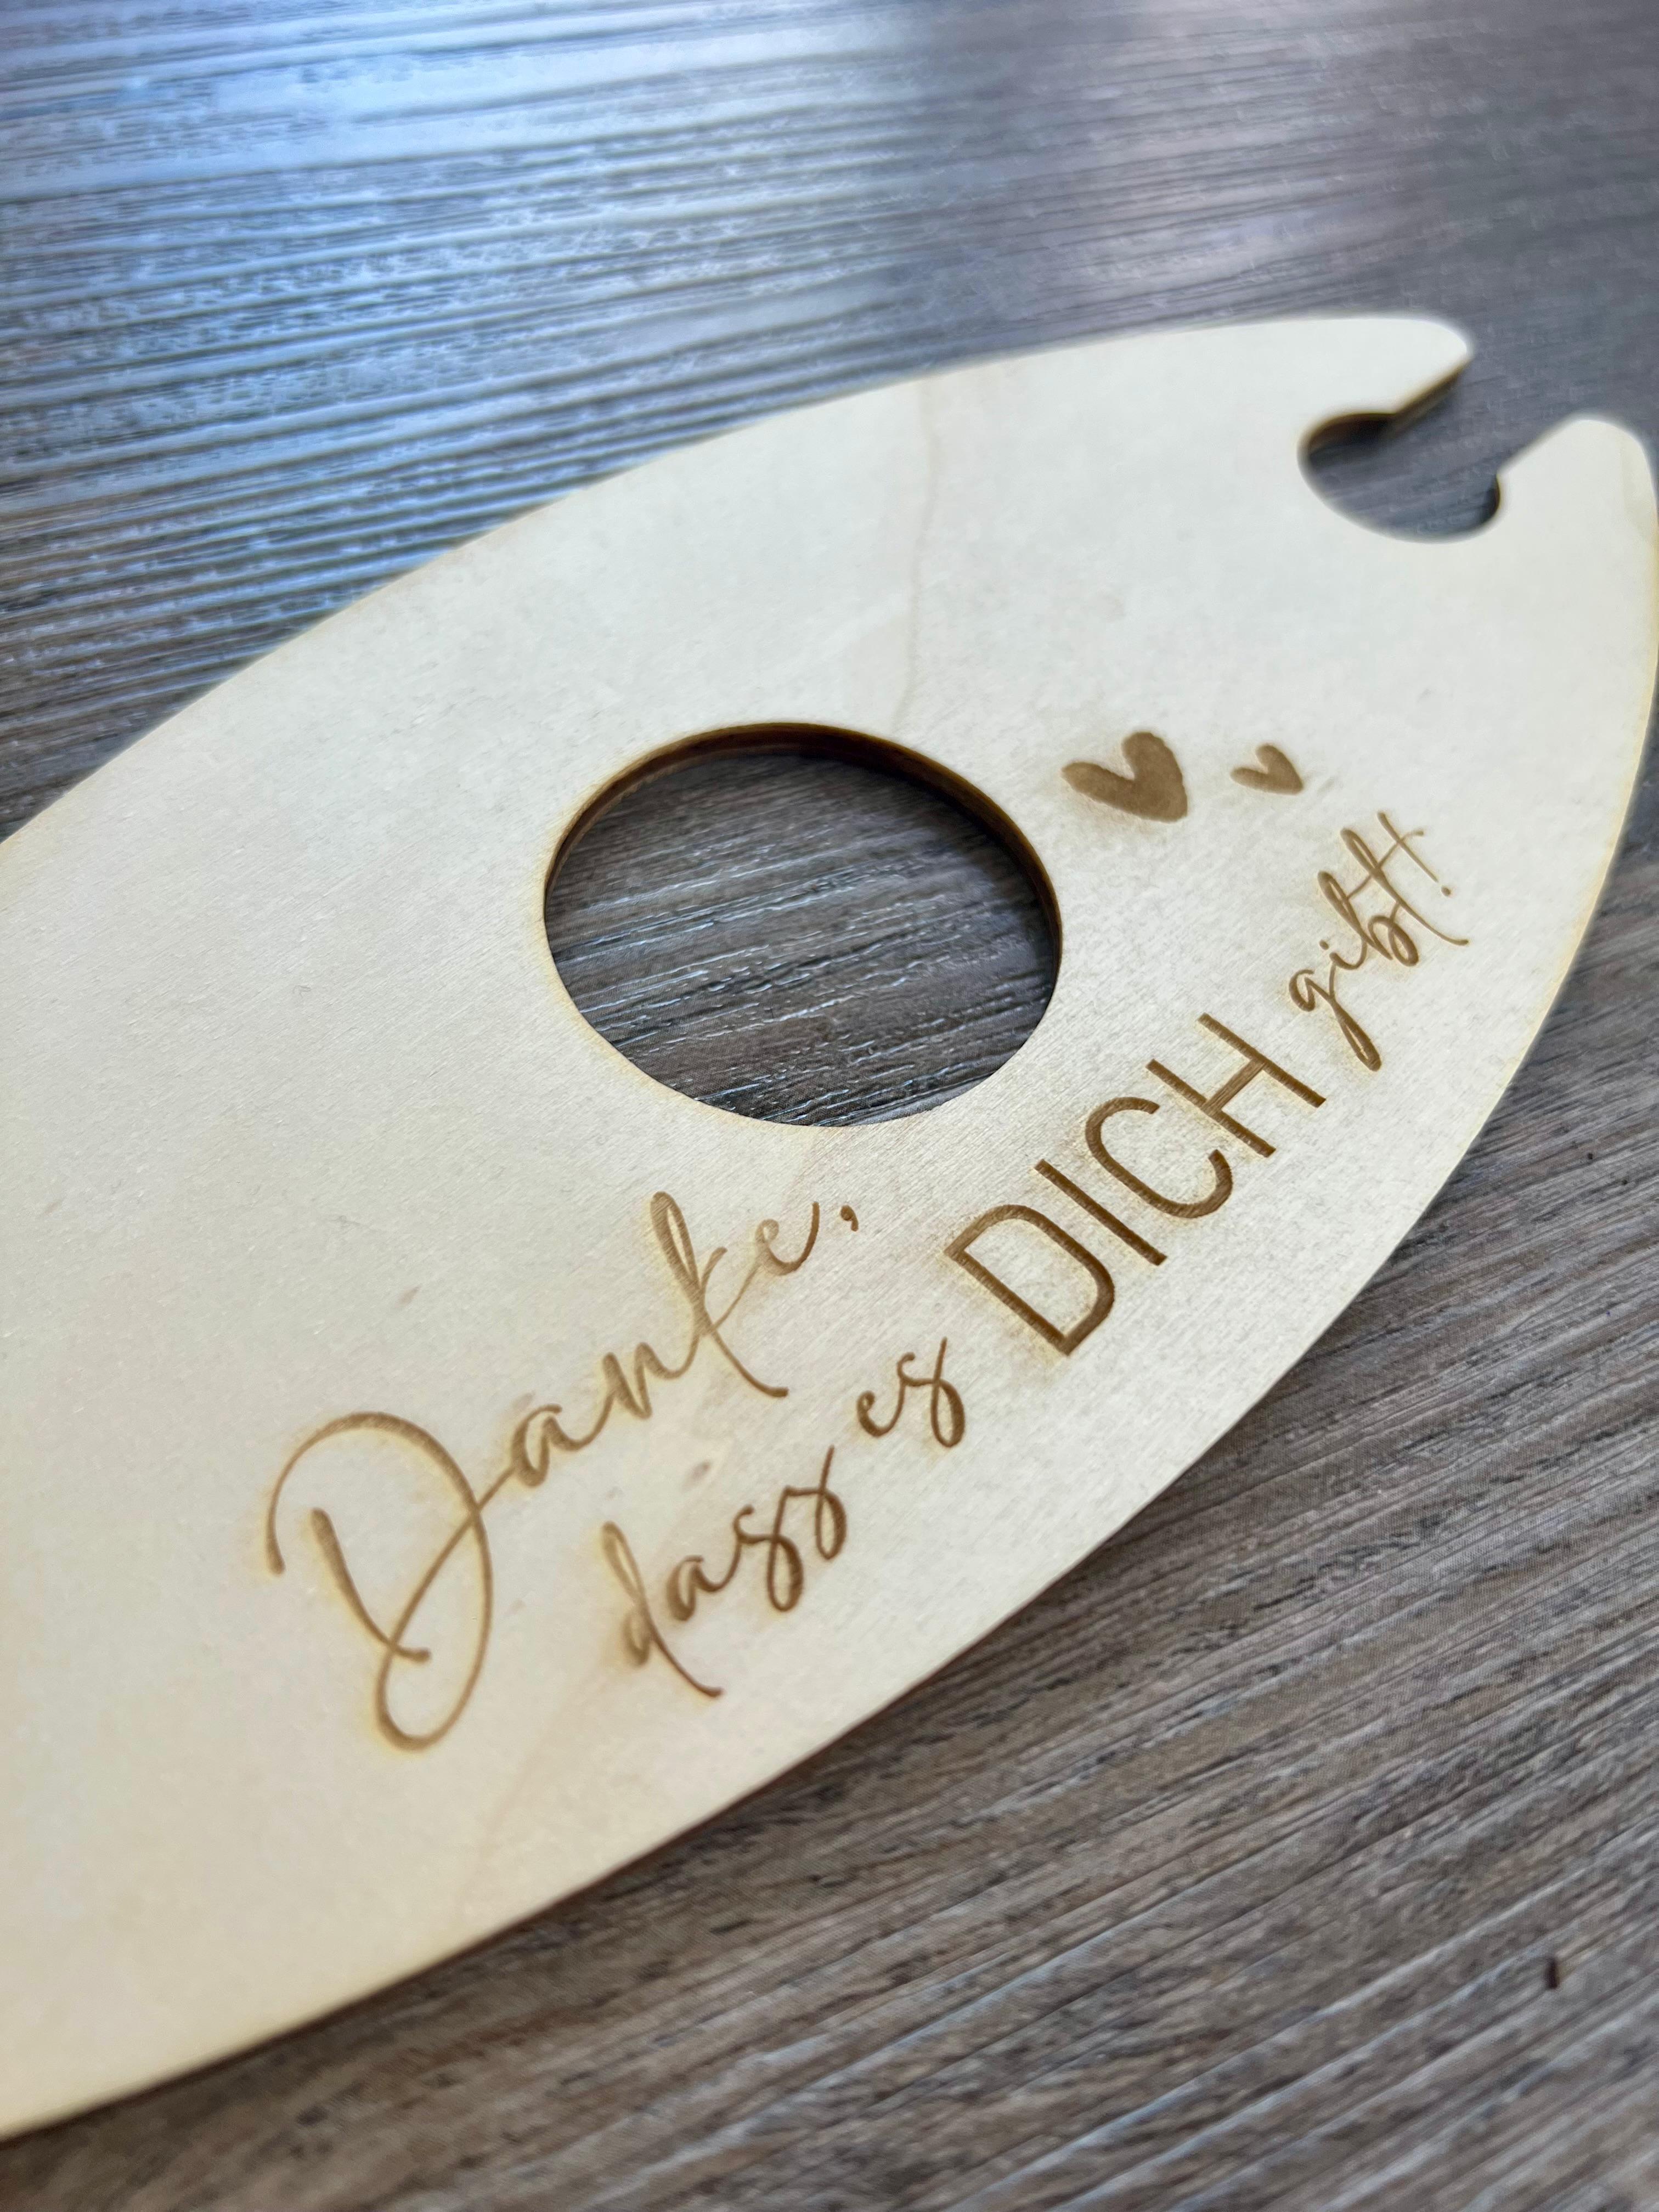 Danke,
dass es DICH gibt!